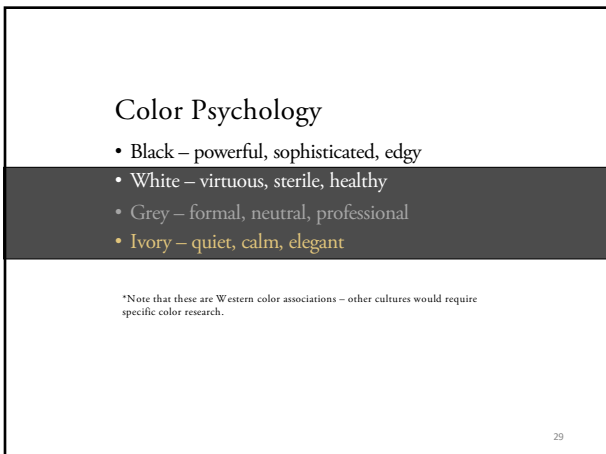 Color Psychology
• Black – powerful, sophisticated, edgy
• White – virtuous, sterile, healthy
• Grey – formal, neutral, professional
• Ivory – quiet, calm, elegant
*Note that these are Western color associations – other cultures would require
specific color research.
29